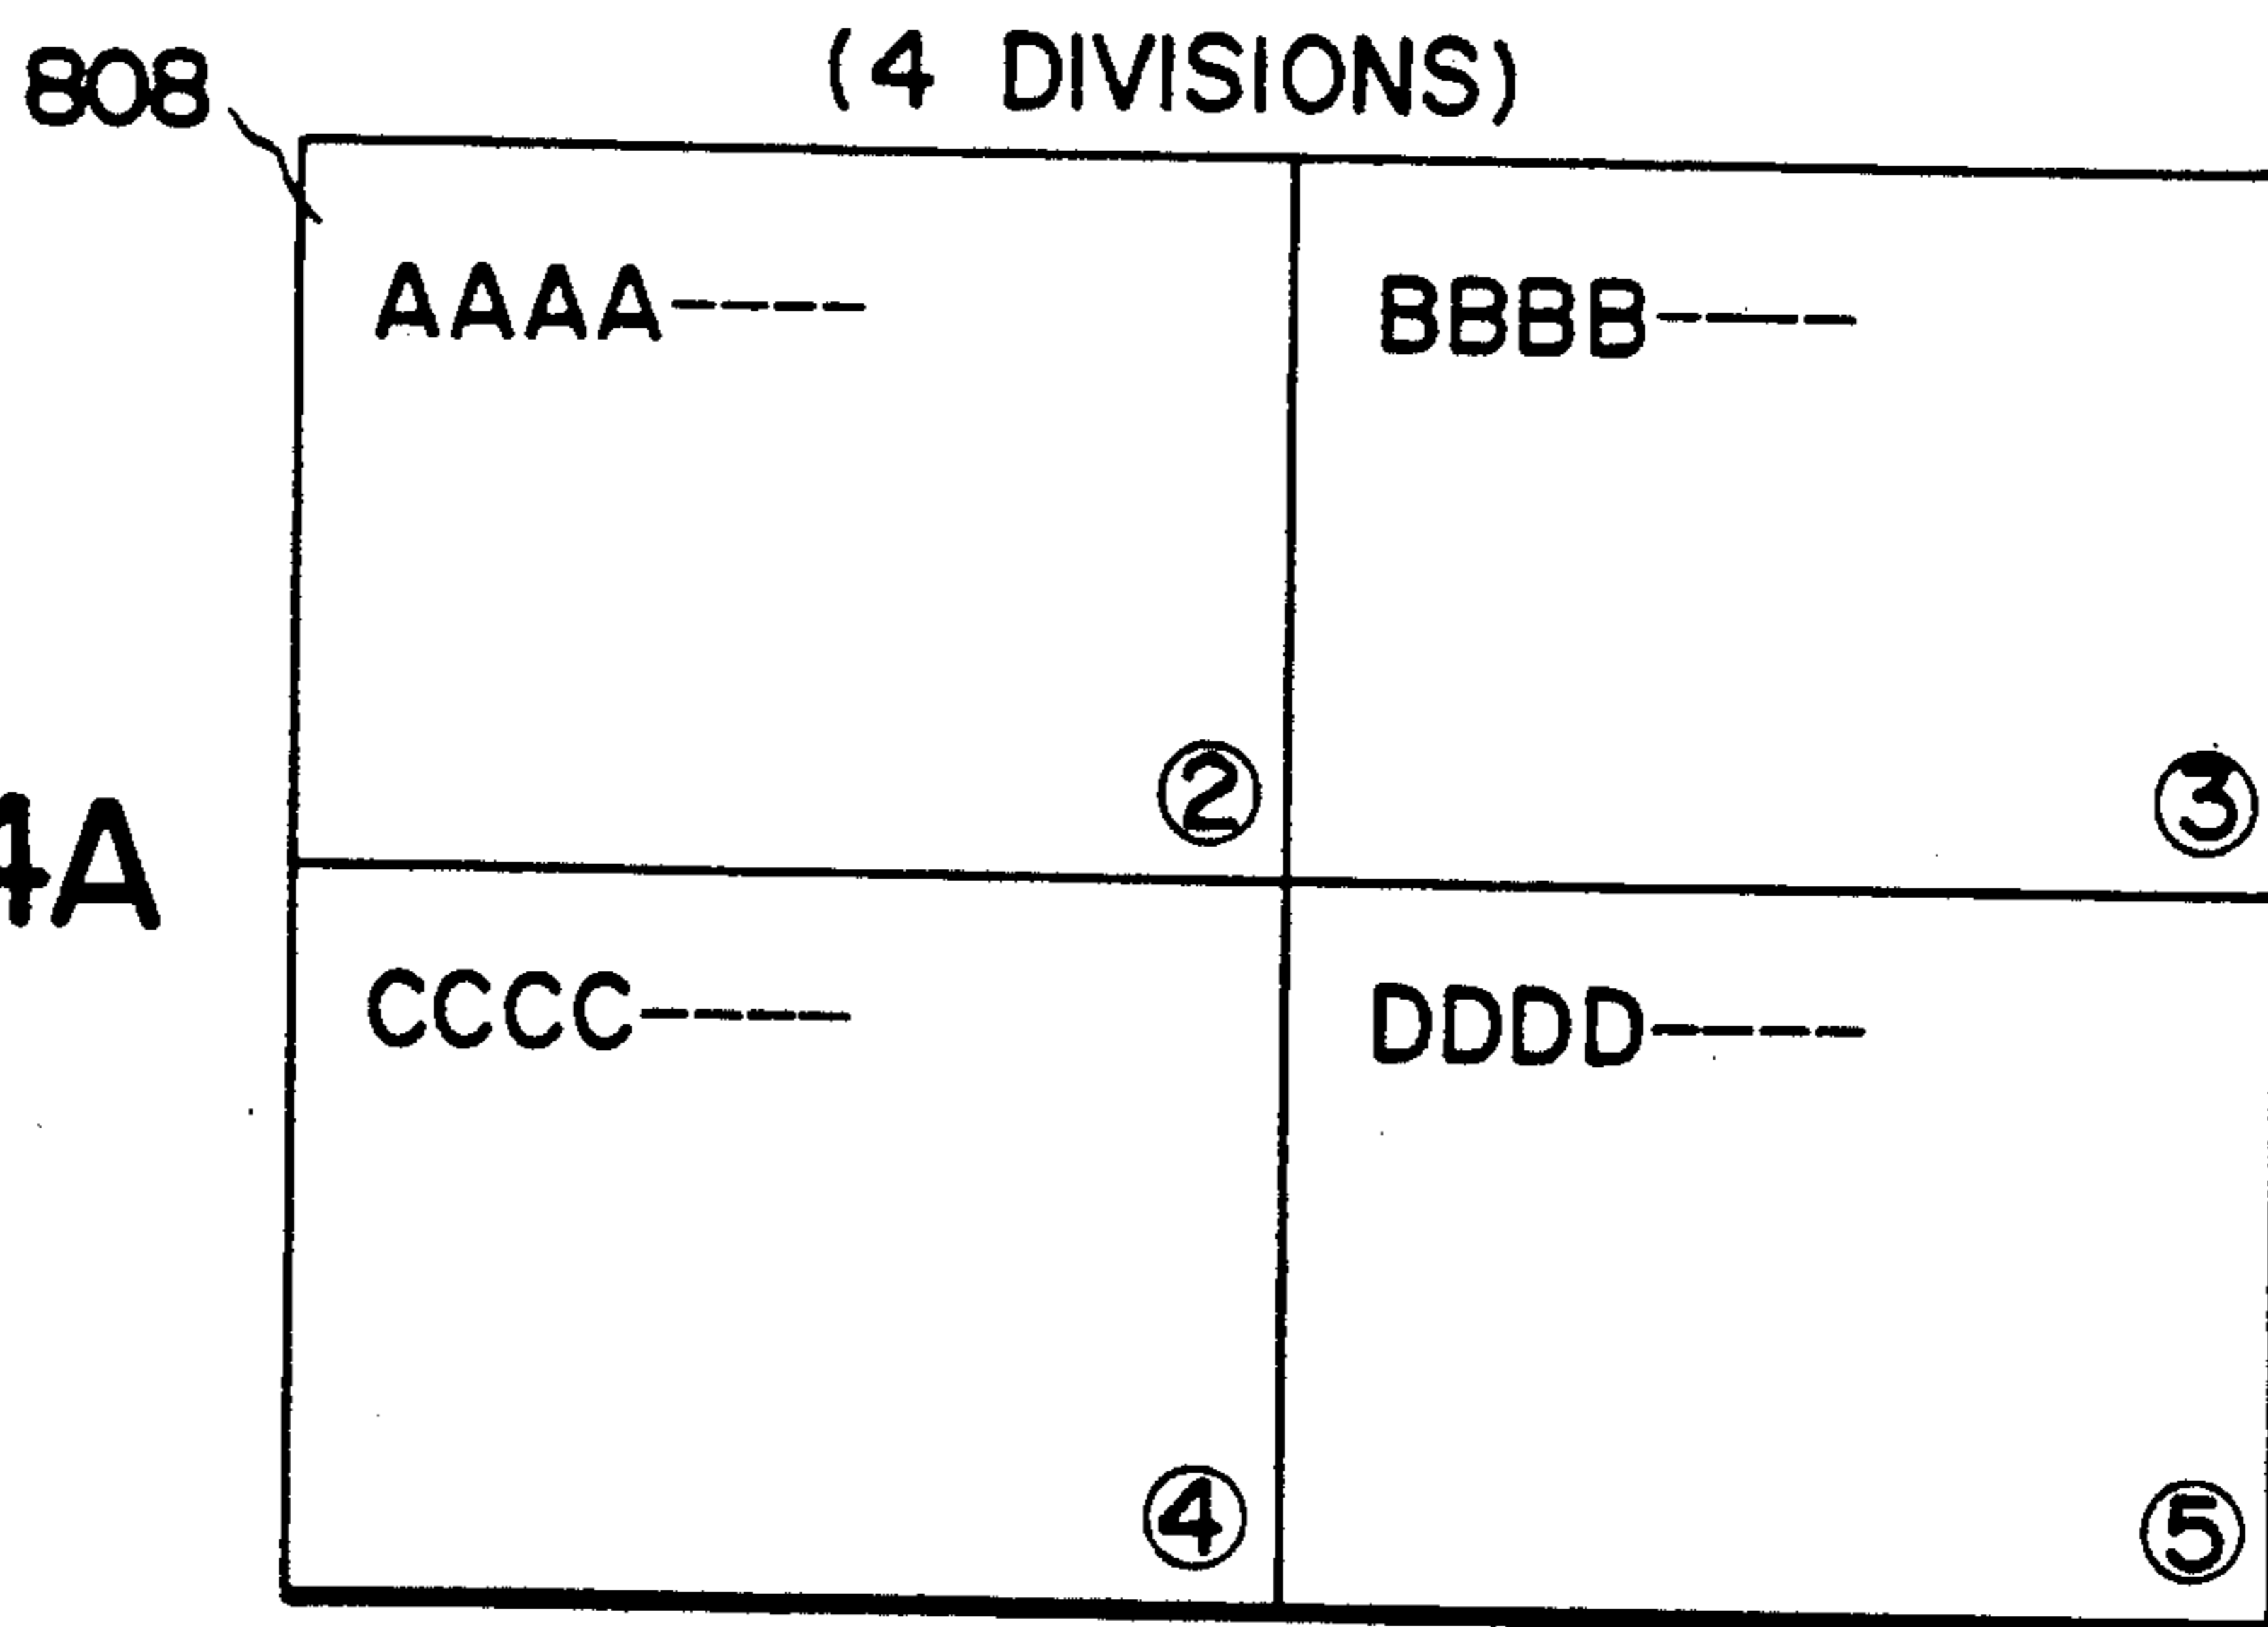 808
(4 DIVISIONS)
AAAA----
BBBB----
②
③
4A
CCCC----
DDDD----
④
⑤